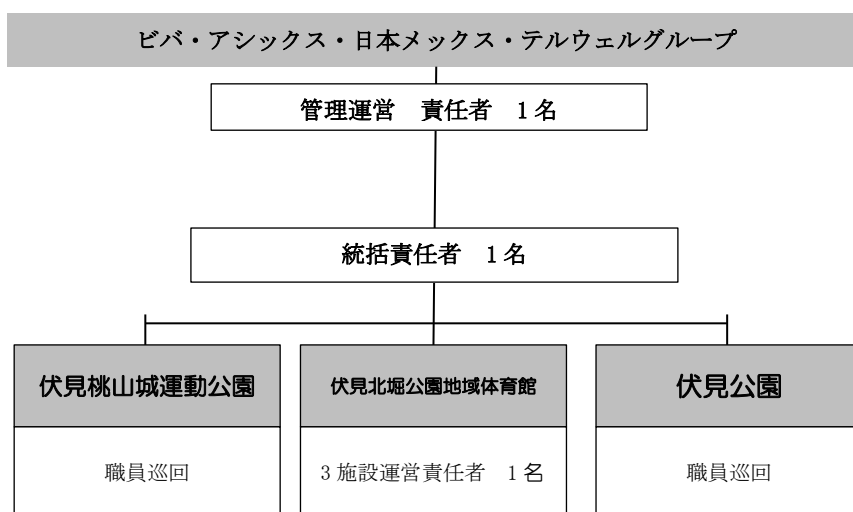 ビバ・アシックス・日本メックス・テルウェルグループ
管理運営　責任者　1名
統括責任者　1名
伏見桃山城運動公園
伏見北堀公園地域体育館
伏見公園
職員巡回
3施設運営責任者　1名
職員巡回